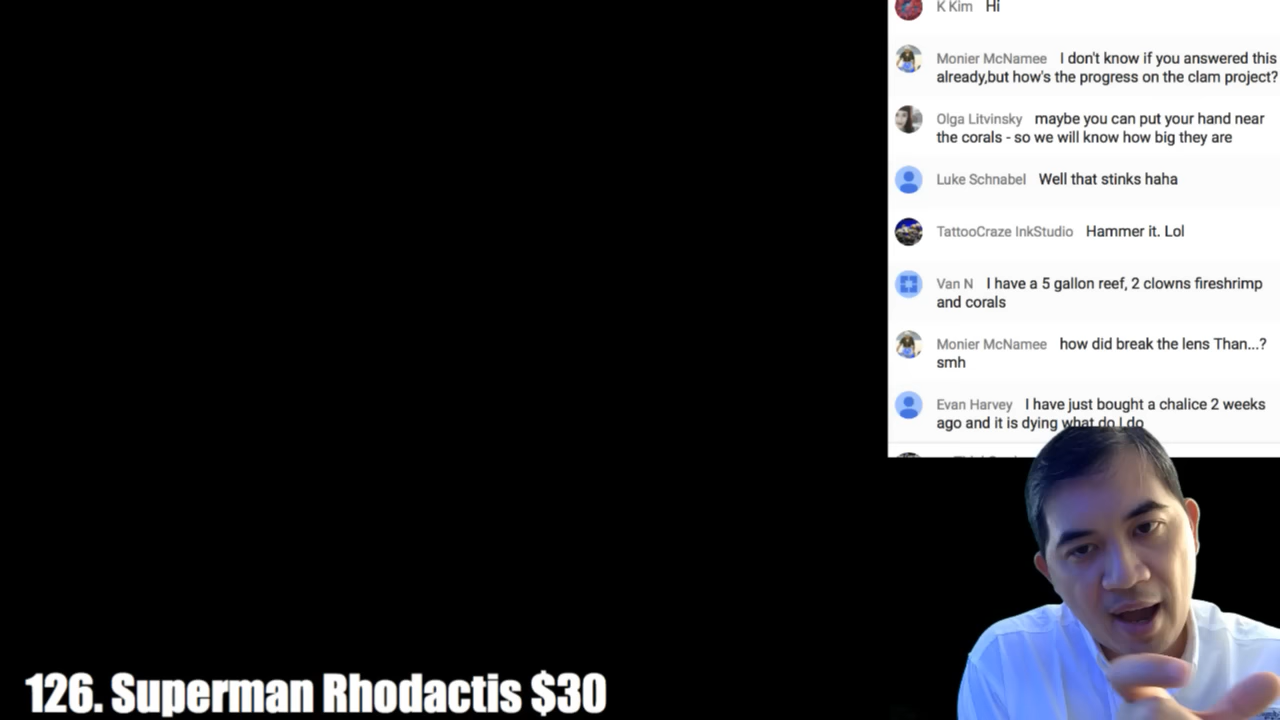 K Kim Hi
Monier McNamee I don't know if you answered this
already,but how's the progress on the clam project?
Olga Litvinsky maybe you can put your hand near
the corals - so we will know how big they are
Luke Schnabel Well that stinks haha
TattooCraze InkStudio Hammer it. Lol
Van N I have a 5 gallon reef, 2 clowns fireshrimp
and corals
Monier McNamee how did break the lens Than...?
smh
Evan Harvey I have just bought a chalice 2 weeks
ago and it is dying what do I do
126. Superman Rhodactis $30